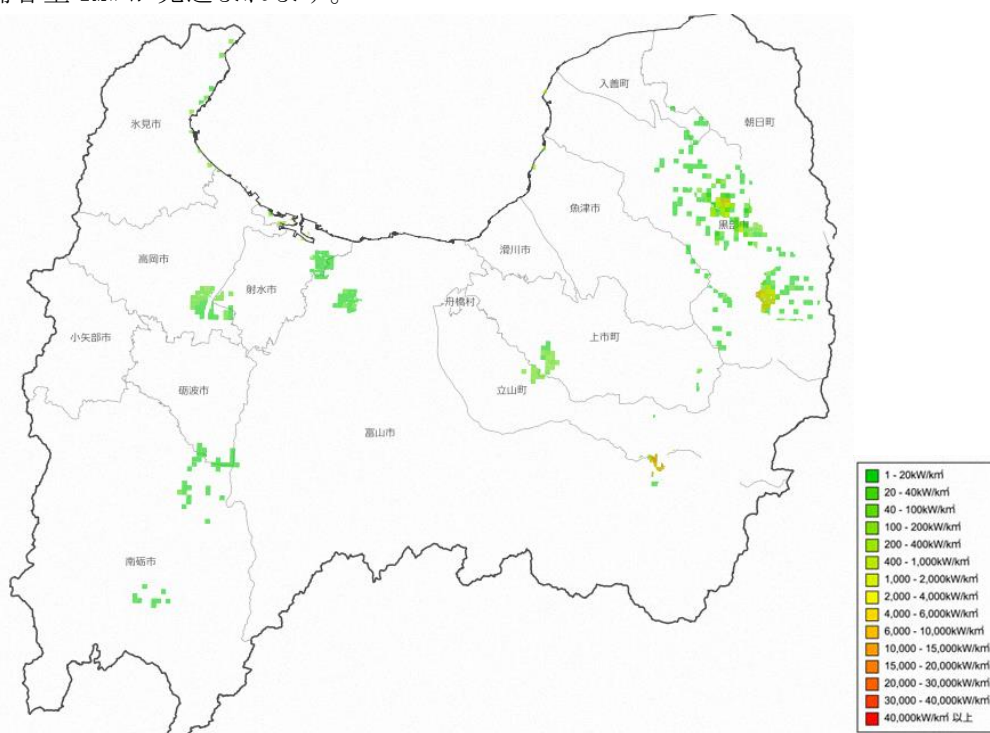 入善町
朝日町
氷見市
魚津市
黒部市
滑川市
高岡市
射水市
舟橋村
小矢部市
上市町
砺波市
立山町
富山市
南砺市
1 - 20kW/k㎡
20 - 40kW/k㎡
40 - 100kW/k㎡
100 - 200kW/k㎡
200 - 400kW/k㎡
400 - 1,000kW/k㎡
1,000 - 2,000kW/k㎡
2,000 - 4,000kW/k㎡
4,000 - 6,000kW/k㎡
6,000 - 10,000kW/k㎡
10,000 - 15,000kW/k㎡
15,000 - 20,000kW/k㎡
20,000 - 30,000kW/k㎡
30,000 - 40,000kW/k㎡
40,000kW/k㎡ 以上